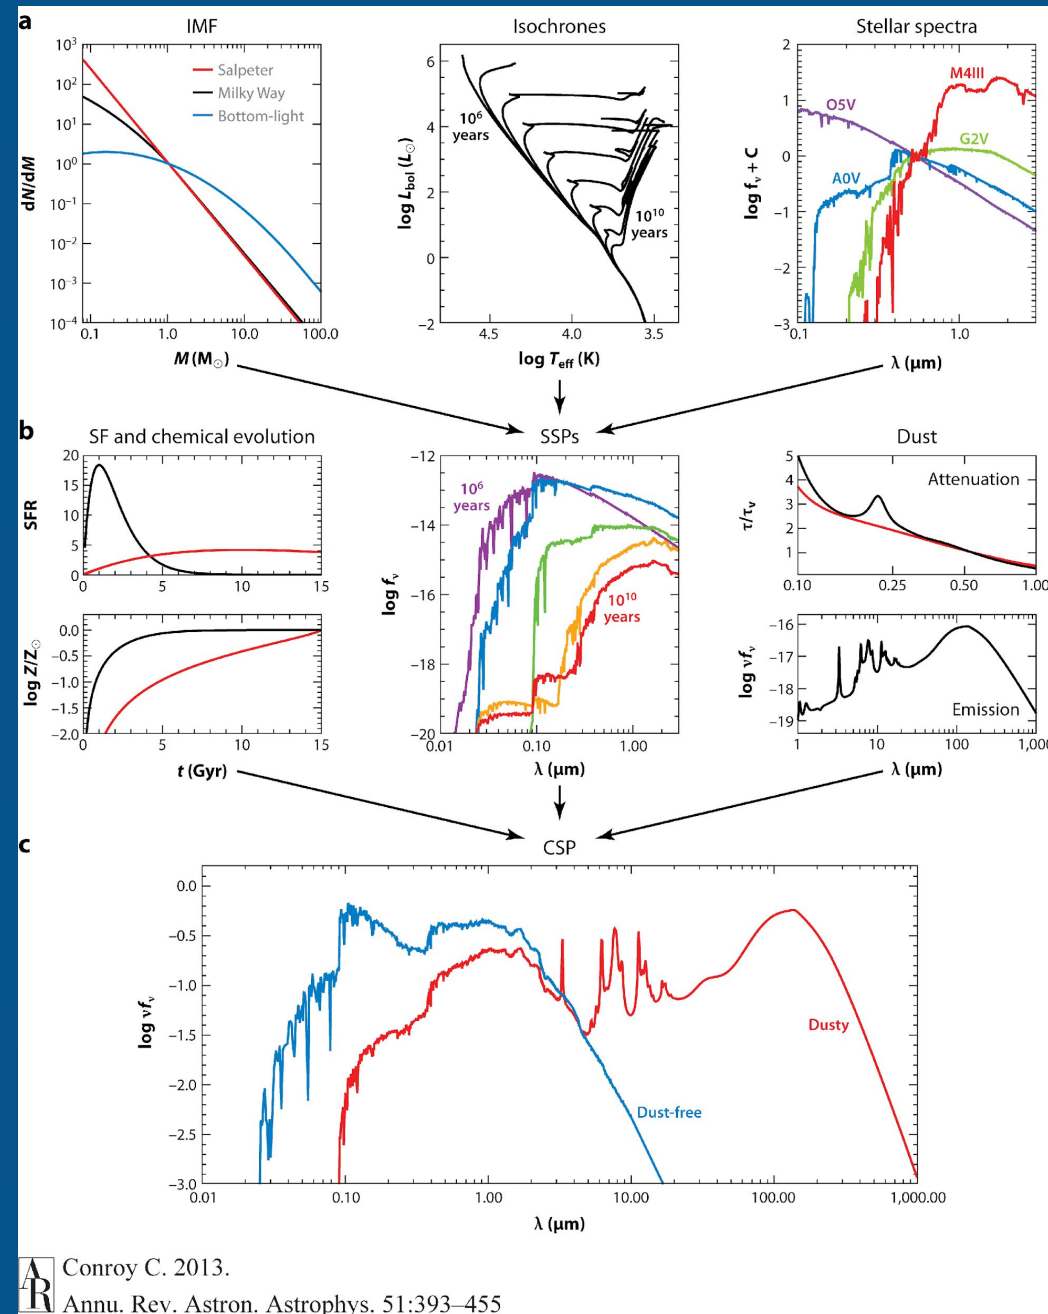 a
IMF
Isochrones
Stellar spectra
10³
10²
10¹
10⁰
10⁻¹
10⁻²
10⁻³
10⁻⁴
dN/dM
Salpeter
Milky Way
Bottom-light
0.1
1.0
10.0
100.0
M (M☉)
6
4
2
0
−2
log L_bol (L☉)
10⁶
years
10¹⁰
years
4.5
4.0
3.5
log T_eff (K)
2
1
0
−1
−2
−3
log fν + C
M4III
O5V
G2V
A0V
0.1
1.0
λ (μm)
b
SF and chemical evolution
SSPs
Dust
20
15
10
5
0
SFR
0
5
10
15
0.0
−0.5
−1.0
−1.5
−2.0
log Z/Z☉
5
10
15
t (Gyr)
−12
−14
−16
−18
−20
log fν
10⁶
years
10¹⁰
years
0.01
0.10
1.00
λ (μm)
5
4
3
2
1
τ/τv
Attenuation
0.10
0.25
0.50
1.00
−16
−17
−18
−19
log νfν
Emission
1
10
100
1,000
λ (μm)
c
CSP
0.0
−0.5
−1.0
−1.5
−2.0
−2.5
−3.0
log νfν
Dusty
Dust-free
0.01
0.10
1.00
10.00
100.00
1,000.00
λ (μm)
AR
Conroy C. 2013.
Annu. Rev. Astron. Astrophys. 51:393–455